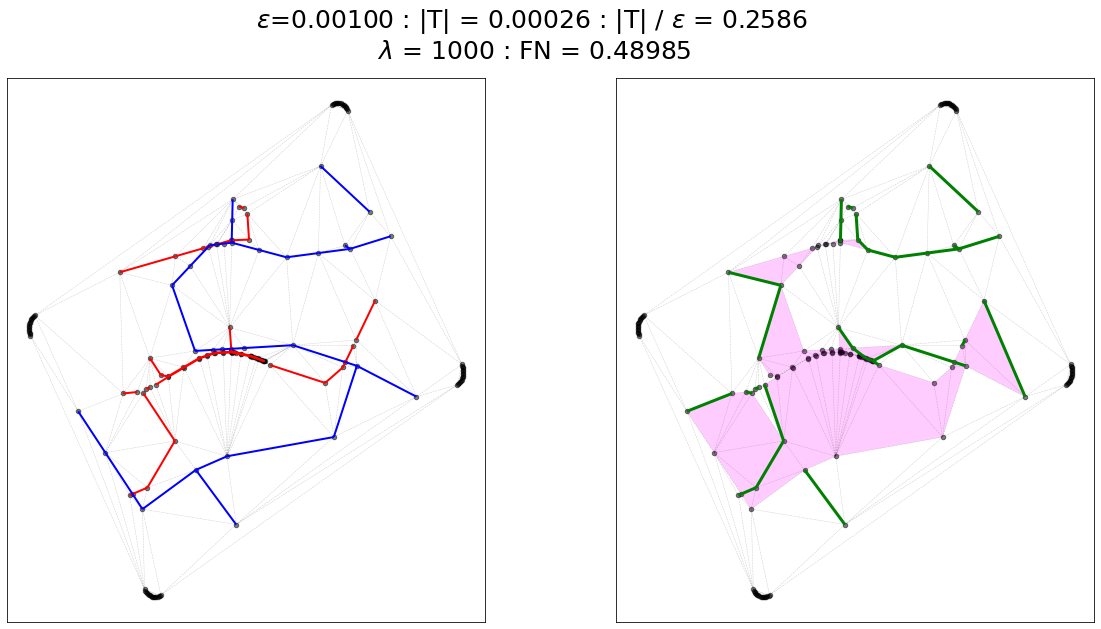 ε=0.00100 : |T| = 0.00026 : |T| / ε = 0.2586
λ = 1000 : FN = 0.48985